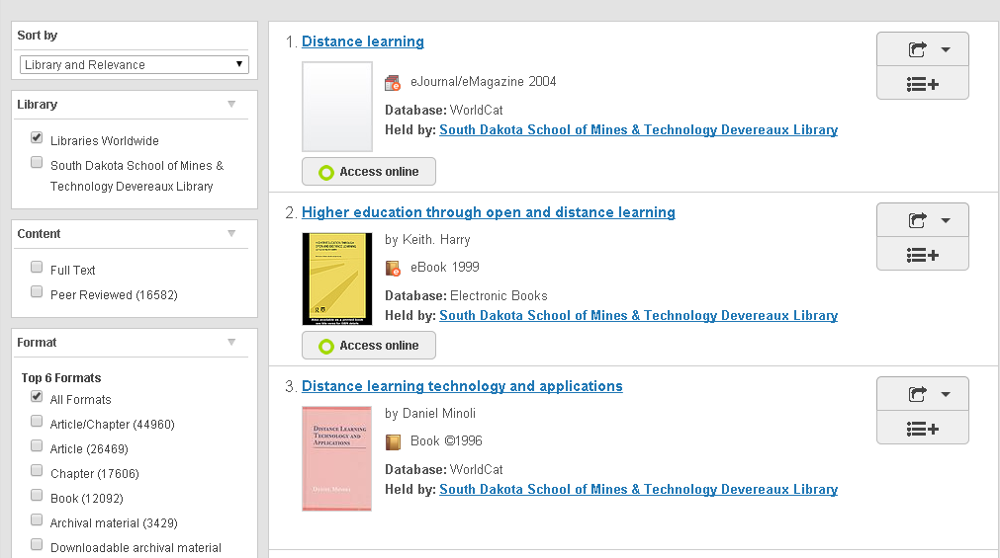 Sort by
Library and Relevance
Library
Libraries Worldwide
South Dakota School of Mines &
Technology Devereaux Library
Content
Full Text
Peer Reviewed (16582)
Format
Top 6 Formats
All Formats
Article/Chapter (44960)
Article (26469)
Chapter (17606)
Book (12092)
Archival material (3429)
Downloadable archival material
1. Distance learning
eJournal/eMagazine 2004
Database: WorldCat
Held by: South Dakota School of Mines & Technology Devereaux Library
Access online
2. Higher education through open and distance learning
by Keith. Harry
eBook 1999
Database: Electronic Books
Held by: South Dakota School of Mines & Technology Devereaux Library
Access online
3. Distance learning technology and applications
DISTANCE LEARNING
TECHNOLOGY AND
APPLICATIONS
by Daniel Minoli
Book ©1996
Database: WorldCat
Held by: South Dakota School of Mines & Technology Devereaux Library